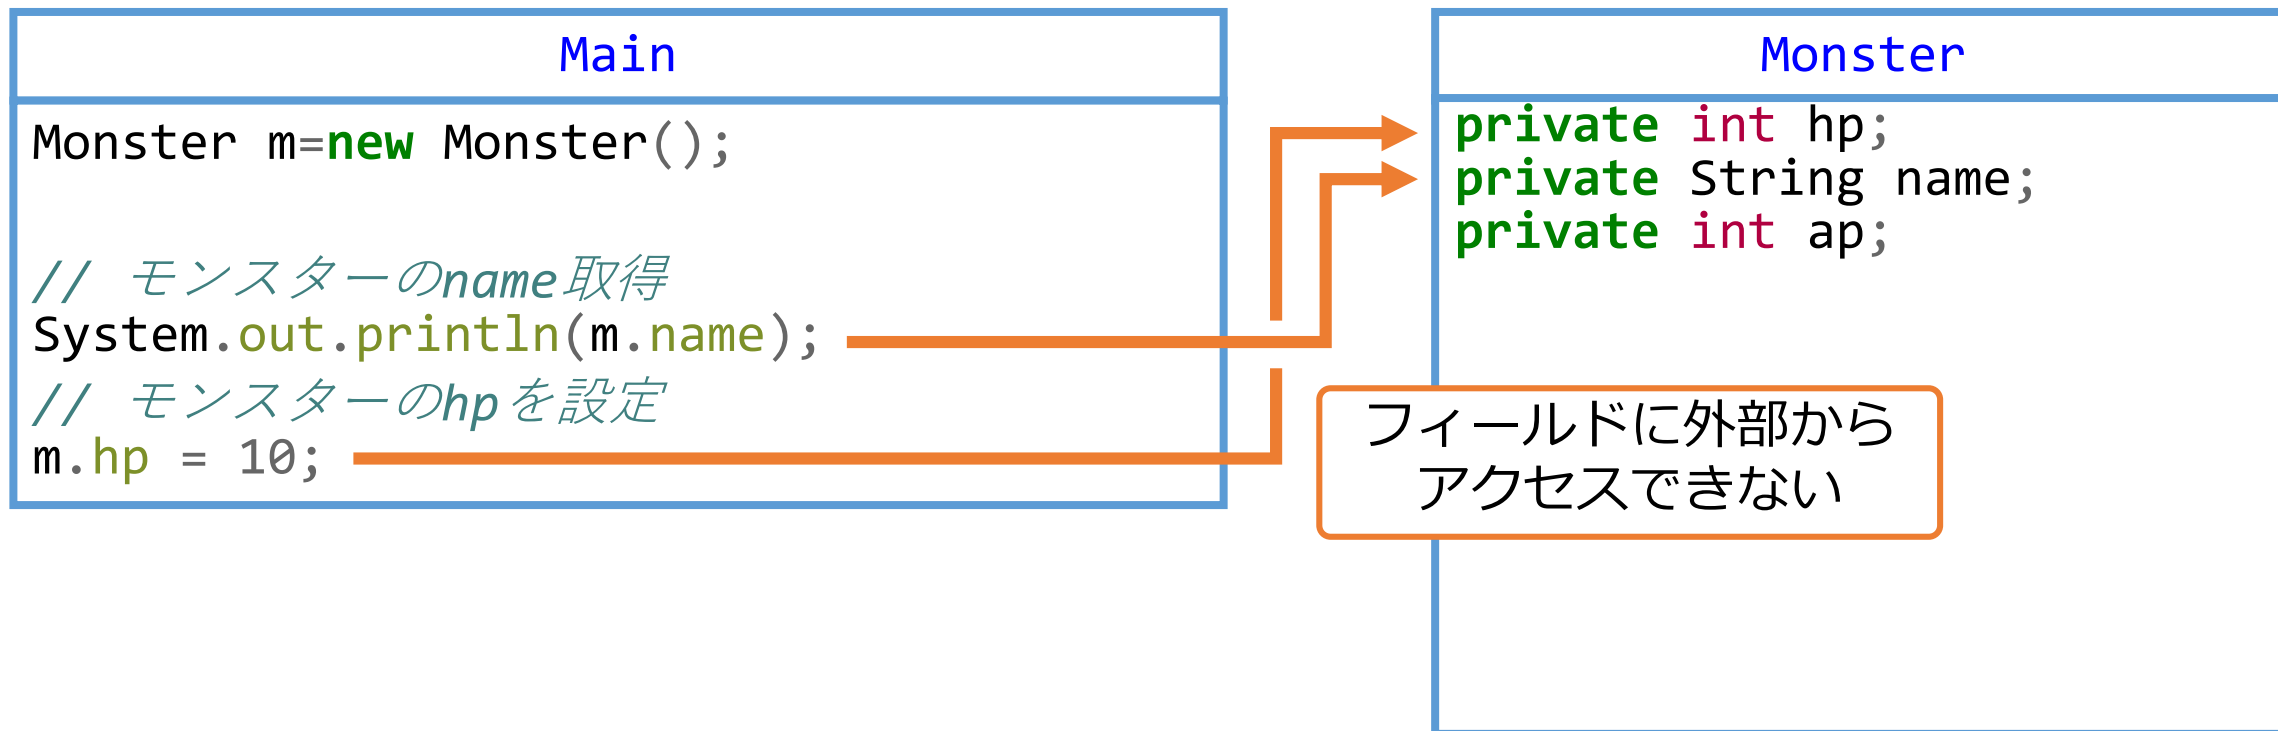 Main
Monster m=new Monster();
// モンスターのname取得
System.out.println(m.name);
// モンスターのhpを設定
m.hp = 10;
Monster
private int hp;
private String name;
private int ap;
フィールドに外部から
アクセスできない